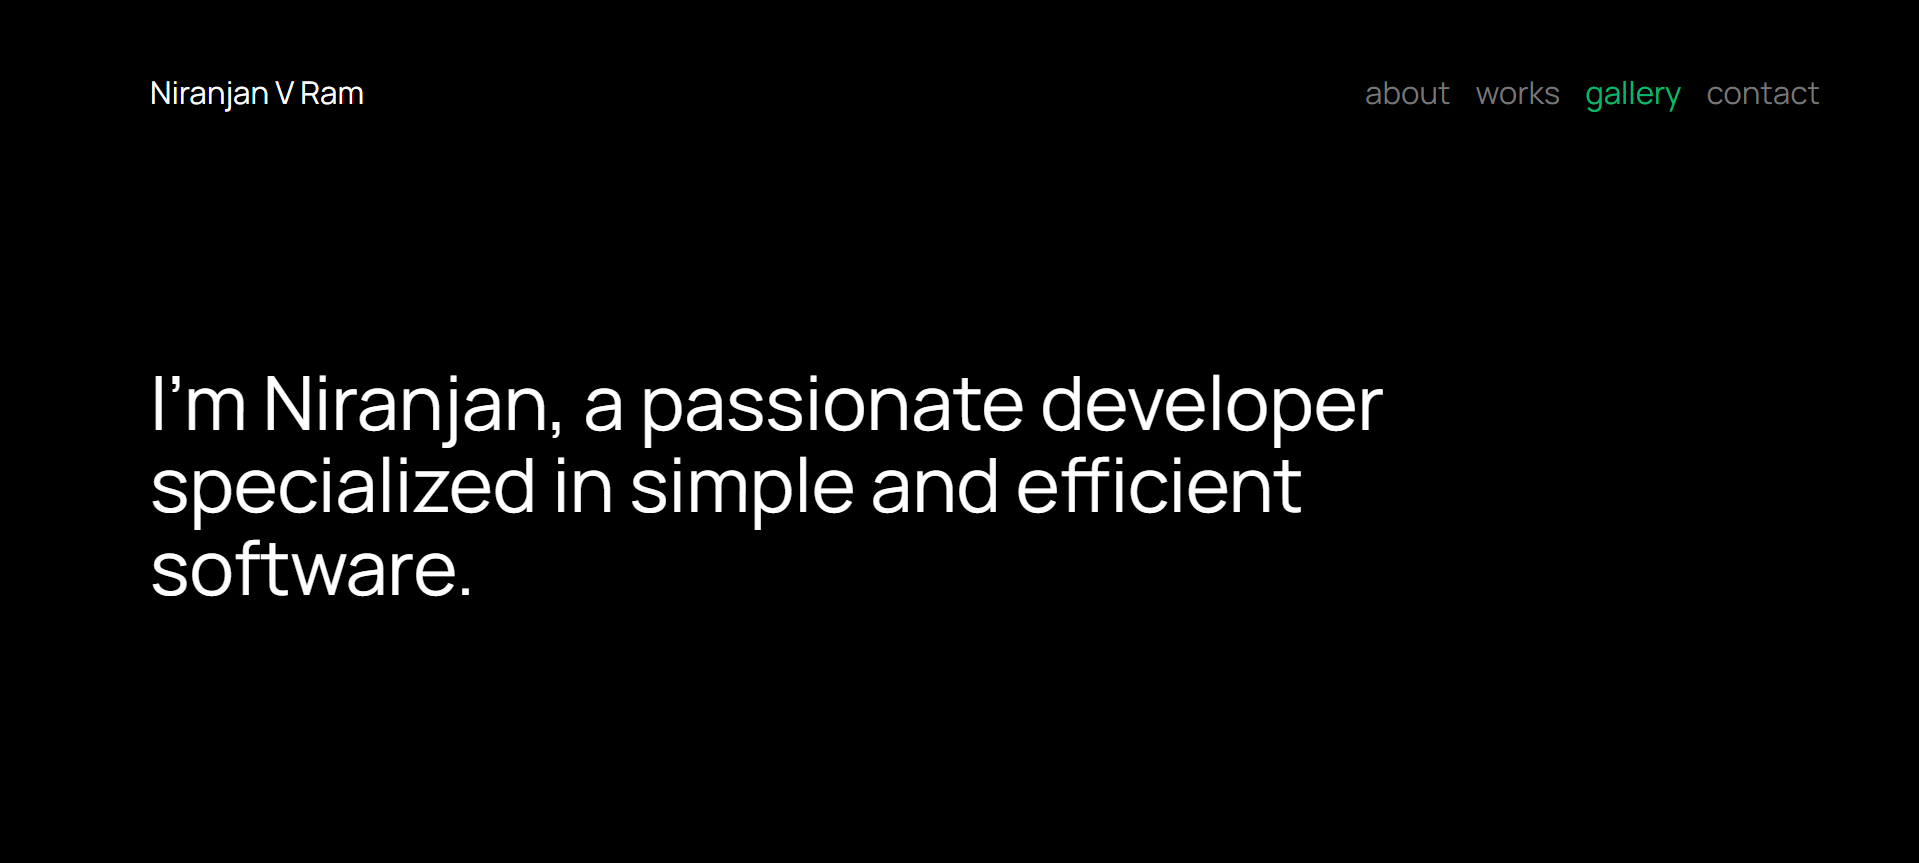 Niranjan V Ram
about works gallery contact
I’m Niranjan, a passionate developer
specialized in simple and efficient
software.